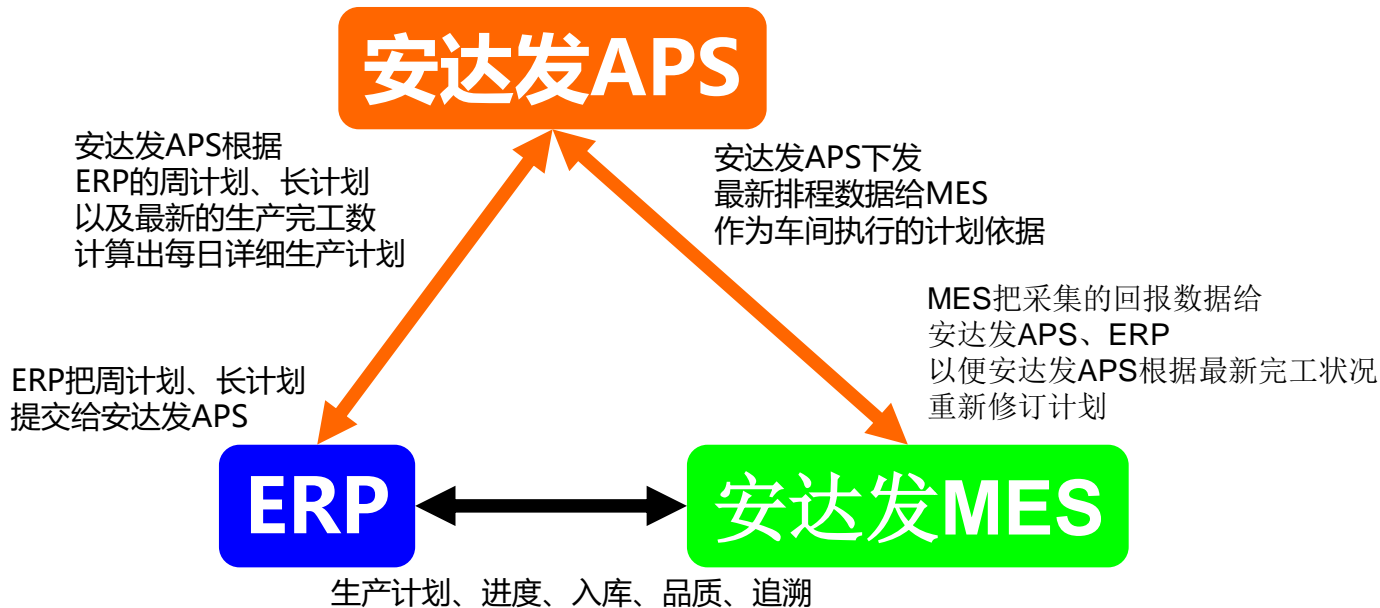 安达发APS
安达发APS根据
ERP的周计划、长计划
以及最新的生产完工数
计算出每日详细生产计划
安达发APS下发
最新排程数据给MES
作为车间执行的计划依据
MES把采集的回报数据给
安达发APS、ERP
以便安达发APS根据最新完工状况
重新修订计划
ERP把周计划、长计划
提交给安达发APS
ERP
安达发MES
生产计划、进度、入库、品质、追溯